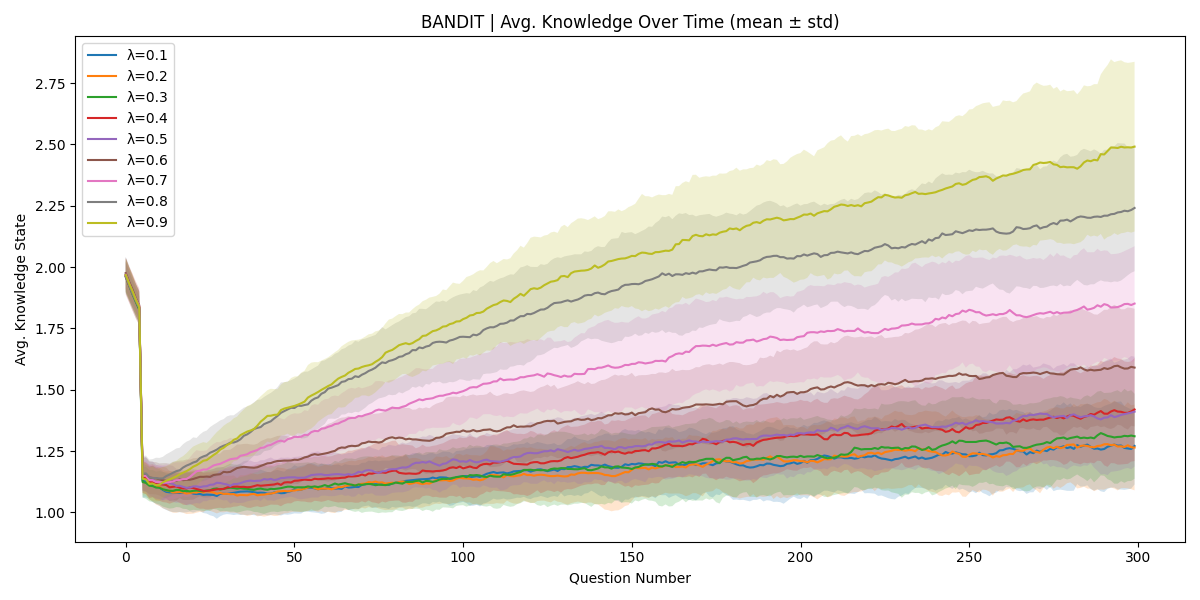 BANDIT | Avg. Knowledge Over Time (mean ± std)
λ=0.1
λ=0.2
λ=0.3
λ=0.4
λ=0.5
λ=0.6
λ=0.7
λ=0.8
λ=0.9
Avg. Knowledge State
2.75
2.50
2.25
2.00
1.75
1.50
1.25
1.00
0 50 100 150 200 250 300
Question Number